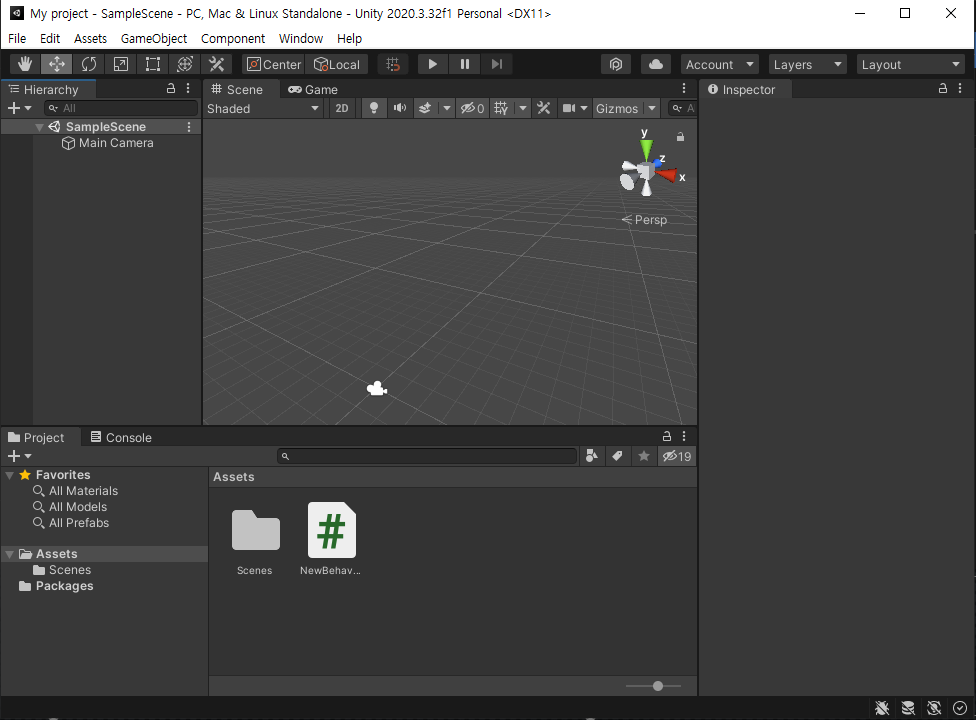 My project - SampleScene - PC, Mac & Linux Standalone - Unity 2020.3.32f1 Personal <DX11>
File Edit Assets GameObject Component Window Help
Center Local Account Layers Layout
Hierarchy
All
SampleScene
Main Camera
Scene Game
Shaded 2D 0 Gizmos A
y
z
x
Persp
Inspector
Project Console
19
Favorites
All Materials
All Models
All Prefabs
Assets
Scenes
Packages
Assets
Scenes NewBehav...